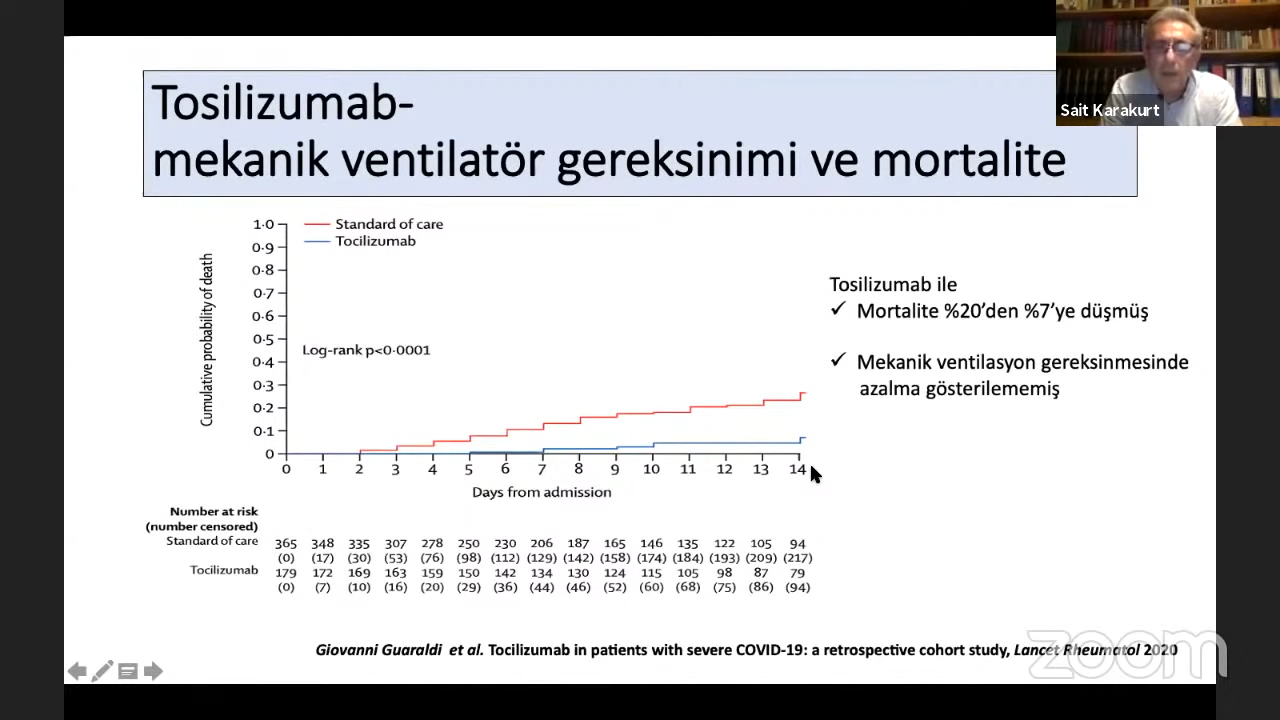 Sait Karakurt
Tosilizumab-
mekanik ventilatör gereksinimi ve mortalite
1·0
0·9
0·8
0·7
0·6
0·5
0·4
0·3
0·2
0·1
0
Cumulative probability of death
Standard of care
Tocilizumab
Log-rank p<0·0001
0 1 2 3 4 5 6 7 8 9 10 11 12 13 14
Days from admission
Tosilizumab ile
✓ Mortalite %20’den %7’ye düşmüş
✓ Mekanik ventilasyon gereksinmesinde
azalma gösterilememiş
Number at risk
(number censored)
Standard of care 365 348 335 307 278 250 230 206 187 165 146 135 122 105 94
(0) (17) (30) (53) (76) (98) (112) (129) (142) (158) (174) (184) (193) (209) (217)
Tocilizumab 179 172 169 163 159 150 142 134 130 124 115 105 98 87 79
(0) (7) (10) (16) (20) (29) (36) (44) (46) (52) (60) (68) (75) (86) (94)
Giovanni Guaraldi et al. Tocilizumab in patients with severe COVID-19: a retrospective cohort study, Lancet Rheumatol 2020
zoom